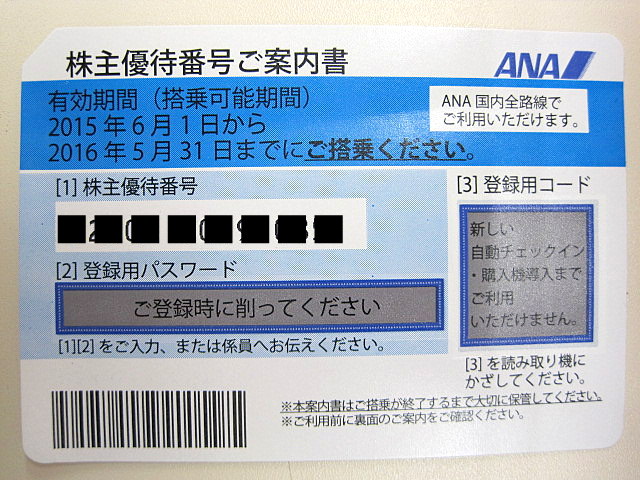 株主優待番号ご案内書
ANA
有効期間（搭乗可能期間）
2015 年 6 月 1 日から
2016 年 5 月 31 日までにご搭乗ください。
ANA 国内全路線で
ご利用いただけます。
[1] 株主優待番号
[2] 登録用パスワード
ご登録時に削ってください
[1][2] をご入力、または係員へお伝えください。
[3] 登録用コード
新しい
自動チェックイン
・購入機導入まで
ご利用
いただけません。
[3] を読み取り機に
かざしてください。
※本案内書はご搭乗が終了するまで大切に保管してください。
※ご利用前に裏面のご案内をご確認ください。